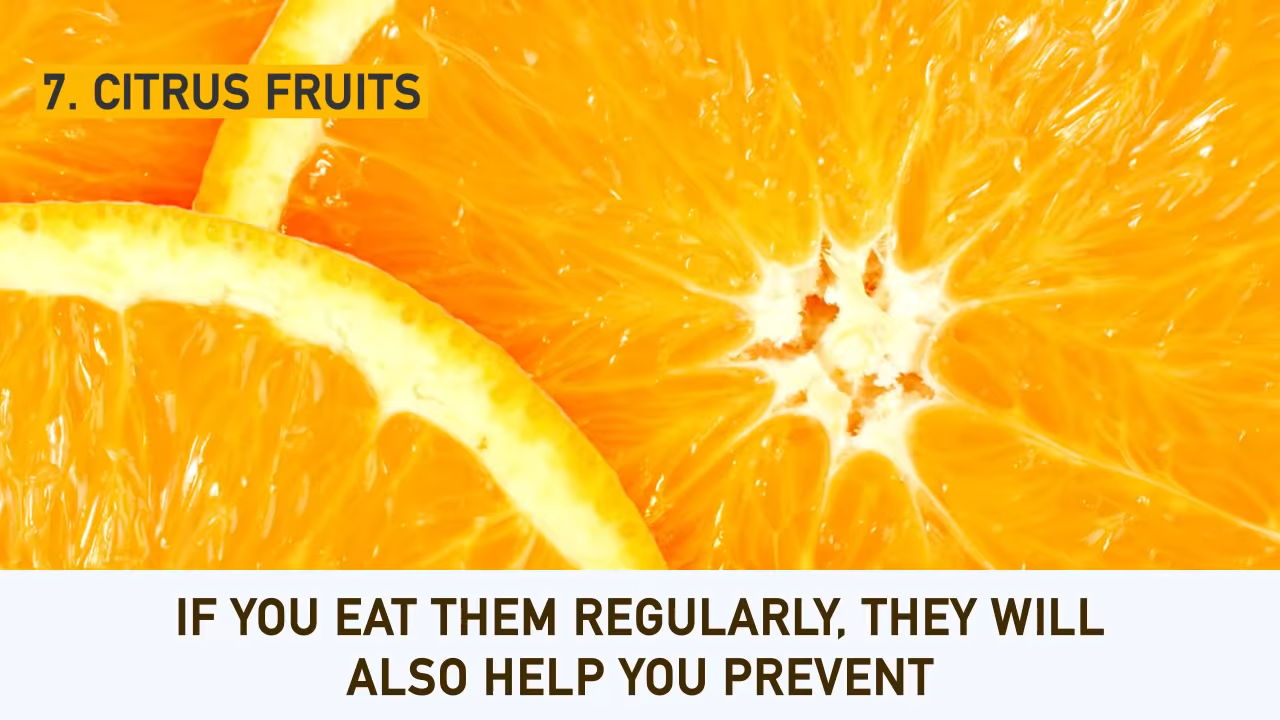 7. CITRUS FRUITS
IF YOU EAT THEM REGULARLY, THEY WILL
ALSO HELP YOU PREVENT